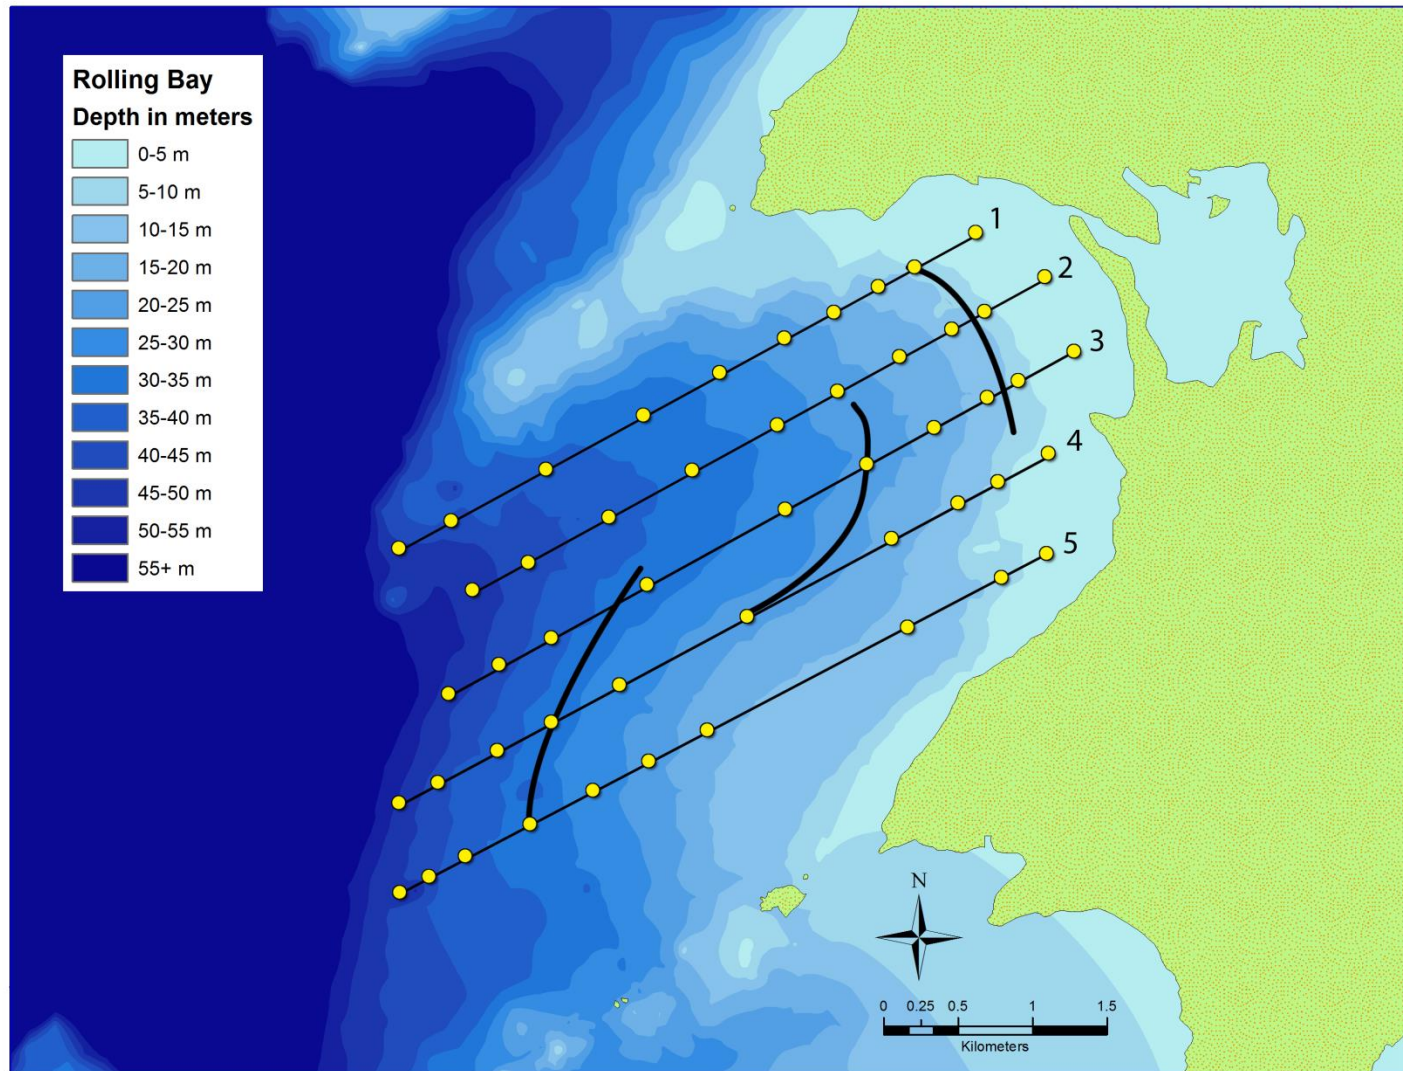 Rolling Bay
Depth in meters
0-5 m
5-10 m
10-15 m
15-20 m
20-25 m
25-30 m
30-35 m
35-40 m
40-45 m
45-50 m
50-55 m
55+ m
1
2
3
4
5
N
0 0.25 0.5 1 1.5
Kilometers